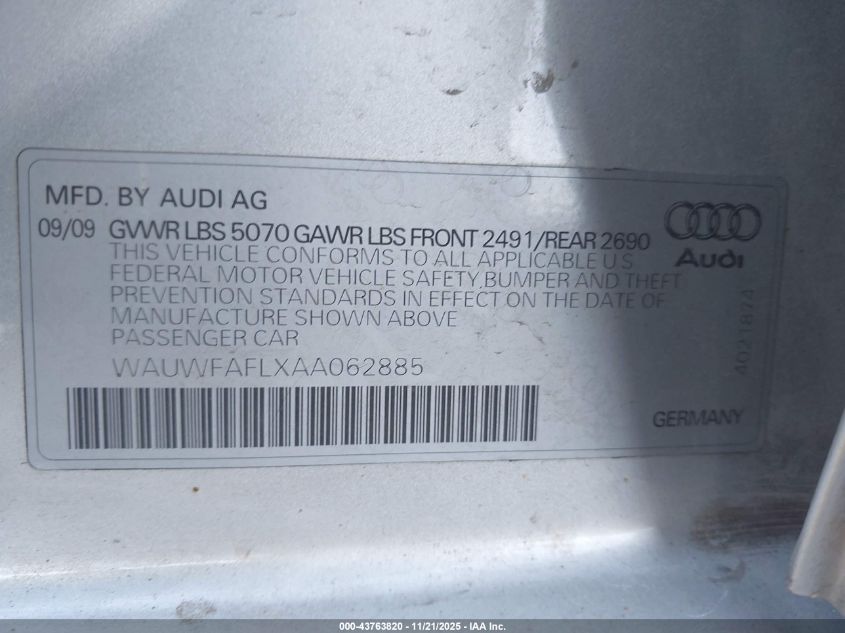 MFD. BY AUDI AG
09/09 GVWR LBS 5070 GAWR LBS FRONT 2491/REAR 2690
THIS VEHICLE CONFORMS TO ALL APPLICABLE U.S.
FEDERAL MOTOR VEHICLE SAFETY,BUMPER AND THEFT
PREVENTION STANDARDS IN EFFECT ON THE DATE OF
MANUFACTURE SHOWN ABOVE
PASSENGER CAR
WAUWFAFLXAA062885
Audi
4021874
GERMANY
000-43763820 - 11/21/2025 - IAA Inc.